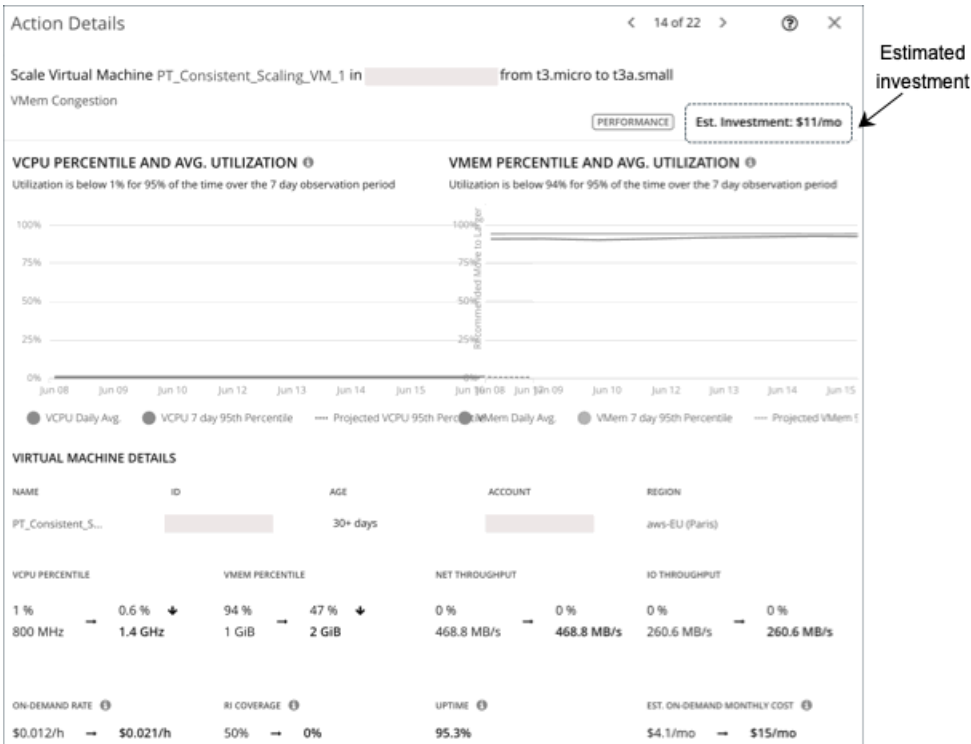 Action Details
< 14 of 22 >
Estimated
investment
Scale Virtual Machine PT_Consistent_Scaling_VM_1 in from t3.micro to t3a.small
VMem Congestion
PERFORMANCE
Est. Investment: $11/mo
VCPU PERCENTILE AND AVG. UTILIZATION
Utilization is below 1% for 95% of the time over the 7 day observation period
100%
75%
50%
25%
0%
Jun 08 Jun 09 Jun 10 Jun 12 Jun 13 Jun 14 Jun 15
VCPU Daily Avg. VCPU 7 day 95th Percentile Projected VCPU 95th
VMEM PERCENTILE AND AVG. UTILIZATION
Utilization is below 94% for 95% of the time over the 7 day observation period
Recommended Move to Larger
100%
75%
50%
25%
0%
Jun 08 Jun 09 Jun 10 Jun 12 Jun 13 Jun 14 Jun 15
VMem Daily Avg. VMem 7 day 95th Percentile Projected VMem
VIRTUAL MACHINE DETAILS
NAME ID AGE ACCOUNT REGION
PT_Consistent_S... 30+ days aws-EU (Paris)
VCPU PERCENTILE VMEM PERCENTILE NET THROUGHPUT IO THROUGHPUT
1 % → 0.6 % 94 % → 47 % 0 % → 0 % 0 % → 0 %
800 MHz 1.4 GHz 1 GiB 2 GiB 468.8 MB/s 468.8 MB/s 260.6 MB/s 260.6 MB/s
ON-DEMAND RATE RI COVERAGE UPTIME EST. ON-DEMAND MONTHLY COST
$0.012/h → $0.021/h 50% → 0% 95.3% $4.1/mo → $15/mo